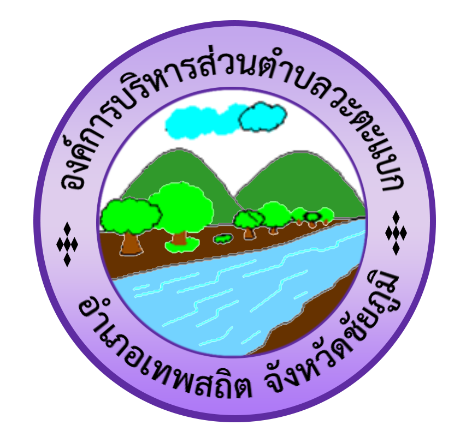 องค์การบริหารส่วนตำบลวะตะแบก
อำเภอเทพสถิต จังหวัดชัยภูมิ